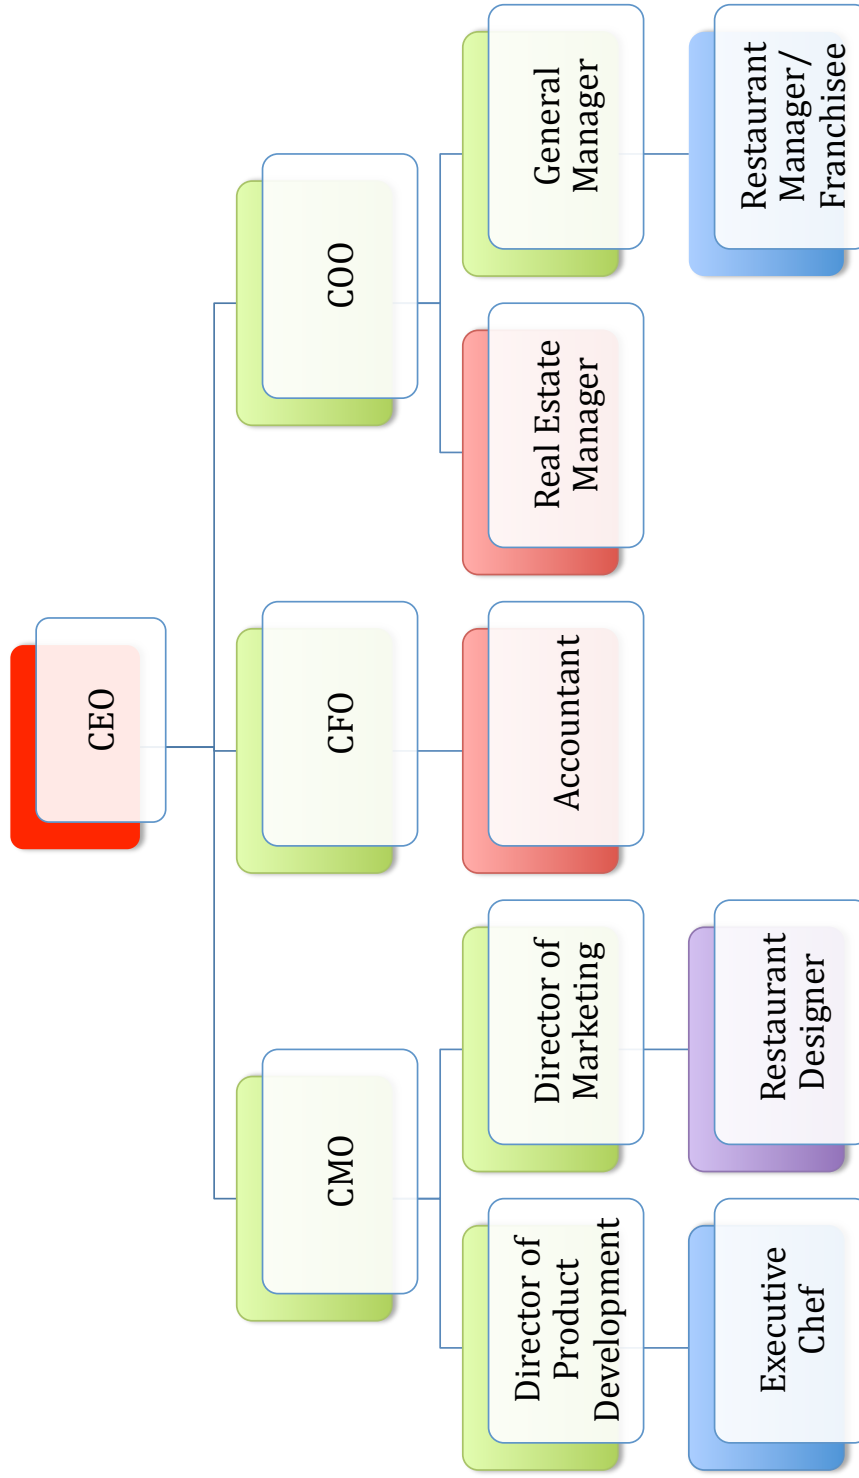 CEO
CMO
CFO
COO
Director of
Product
Development
Director of
Marketing
Accountant
Real Estate
Manager
General
Manager
Executive
Chef
Restaurant
Designer
Restaurant
Manager/
Franchisee